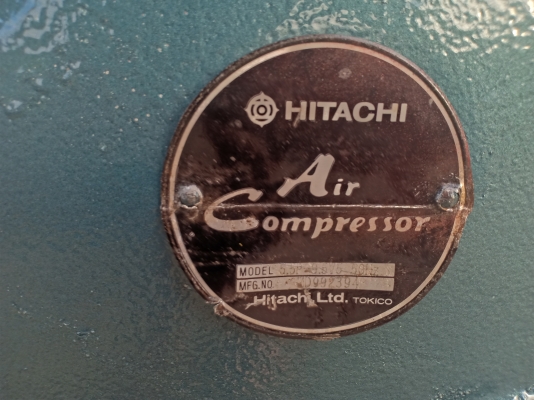 HITACHI
Air
Compressor
MODEL
MFG.NO
Hitachi, Ltd. TOKICO